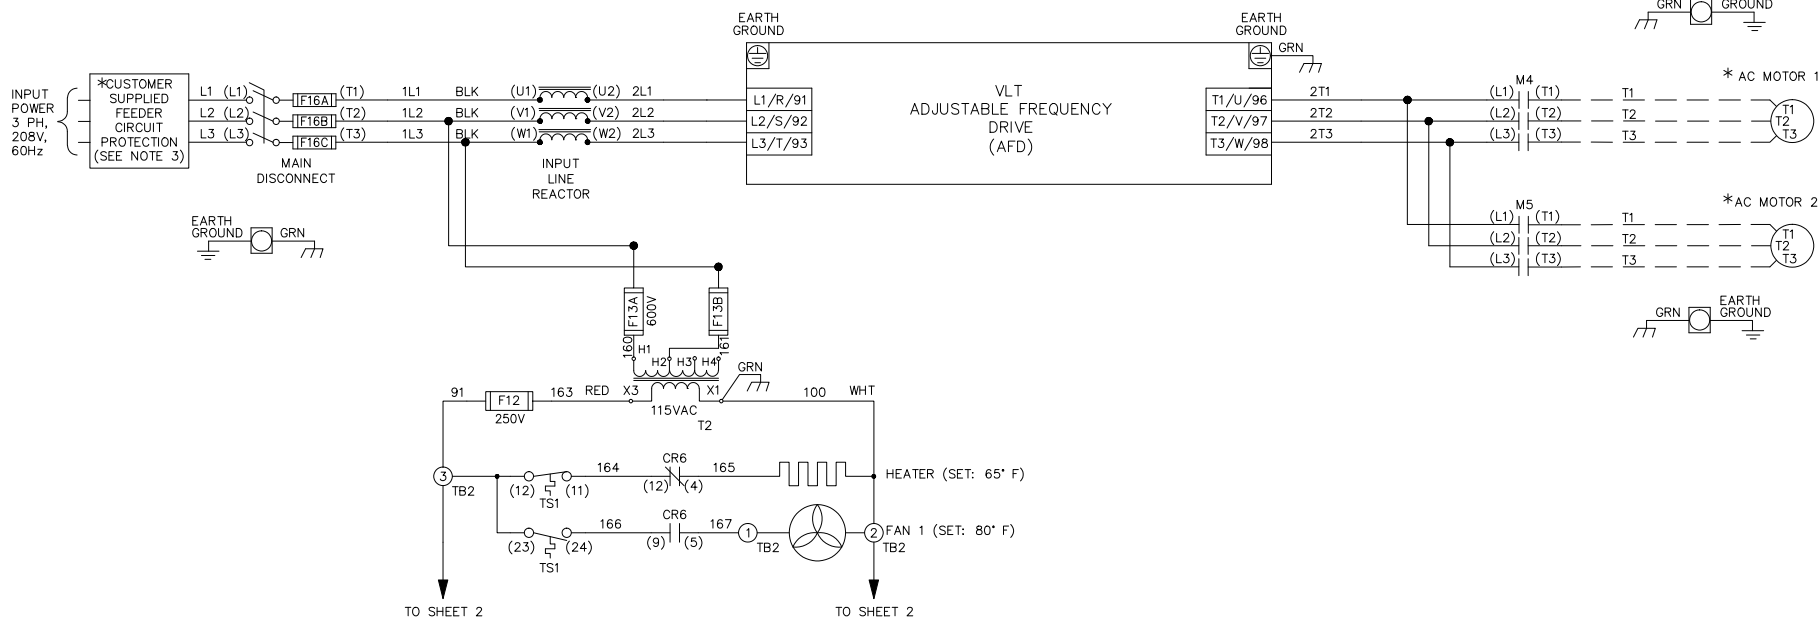 GRN
GROUND
EARTH
GROUND
EARTH
GROUND
GRN
INPUT
POWER
3 PH,
208V,
60Hz
*CUSTOMER
SUPPLIED
FEEDER
CIRCUIT
PROTECTION
(SEE NOTE 3)
L1 (L1)
L2 (L2)
L3 (L3)
F16A
F16B
F16C
(T1)
(T2)
(T3)
MAIN
DISCONNECT
1L1
1L2
1L3
BLK
BLK
BLK
(U1)
(V1)
(W1)
(U2)
(V2)
(W2)
2L1
2L2
2L3
INPUT
LINE
REACTOR
L1/R/91
L2/S/92
L3/T/93
VLT
ADJUSTABLE FREQUENCY
DRIVE
(AFD)
T1/U/96
T2/V/97
T3/W/98
2T1
2T2
2T3
M4
(L1) (T1)
(L2) (T2)
(L3) (T3)
T1
T2
T3
* AC MOTOR 1
T1
T2
T3
M5
(L1) (T1)
(L2) (T2)
(L3) (T3)
T1
T2
T3
*AC MOTOR 2
T1
T2
T3
EARTH
GROUND
GRN
GRN
EARTH
GROUND
F13A
600V
F13B
160
161
H1
H2
H3
H4
GRN
91
F12
250V
163
RED
X3
X1
115VAC
T2
100
WHT
3
TB2
(12)
(11)
TS1
164
CR6
(12)
(4)
165
HEATER (SET: 65° F)
(23)
(24)
TS1
166
CR6
(9)
(5)
167
1
TB2
2
TB2
FAN 1 (SET: 80° F)
TO SHEET 2
TO SHEET 2